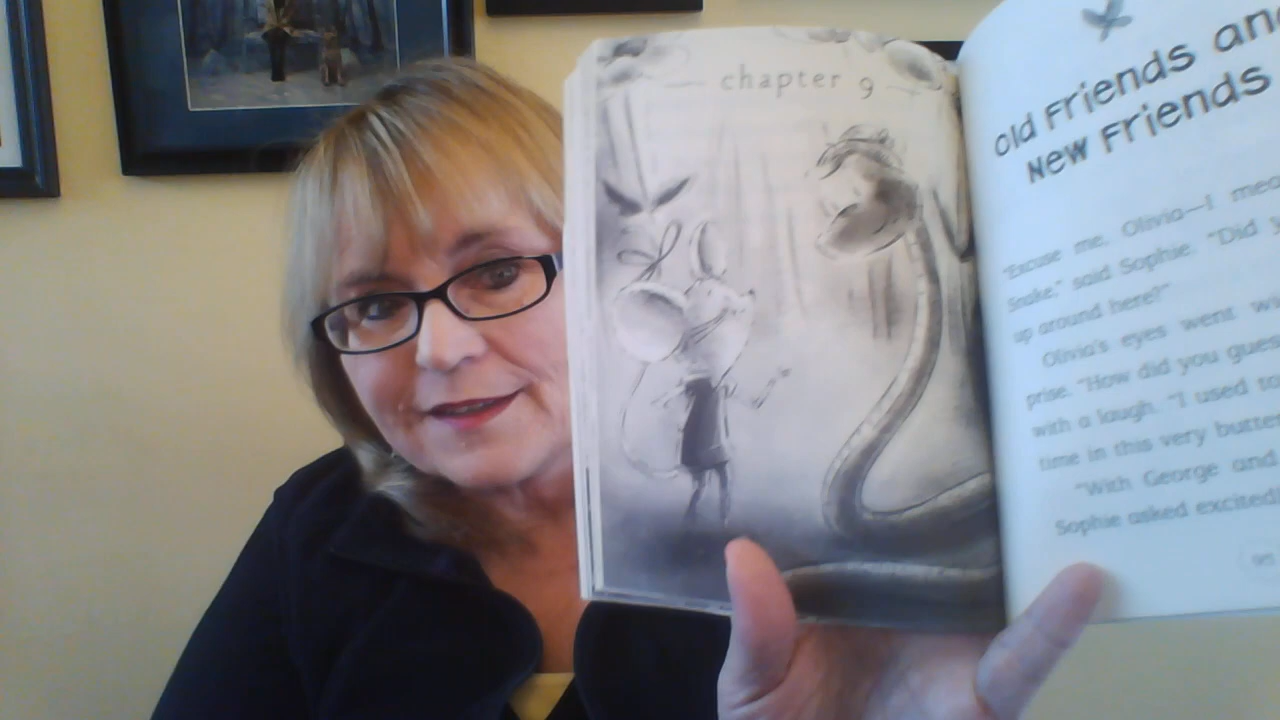 chapter 9
Old Friends and
New Friends
"Excuse me, Olivia—I mea
Snake," said Sophie. "Did y
up around here?"
Olivia's eyes went wi
prise. "How did you gues
with a laugh. "I used to
time in this very butter
"With George and
Sophie asked excited